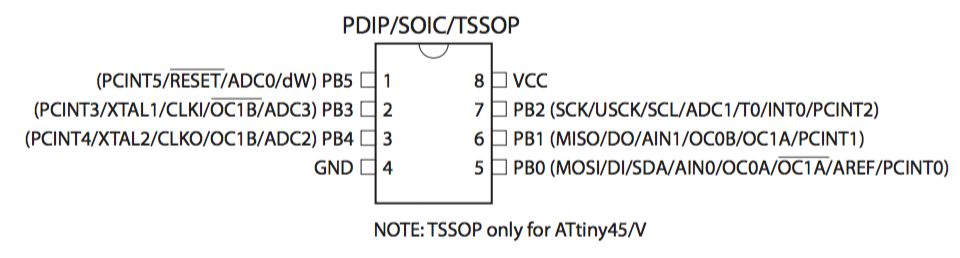 PDIP/SOIC/TSSOP
(PCINT5/RESET/ADC0/dW) PB5 1 8 VCC
(PCINT3/XTAL1/CLKI/OC1B/ADC3) PB3 2 7 PB2 (SCK/USCK/SCL/ADC1/T0/INT0/PCINT2)
(PCINT4/XTAL2/CLKO/OC1B/ADC2) PB4 3 6 PB1 (MISO/DO/AIN1/OC0B/OC1A/PCINT1)
GND 4 5 PB0 (MOSI/DI/SDA/AIN0/OC0A/OC1A/AREF/PCINT0)
NOTE: TSSOP only for ATtiny45/V